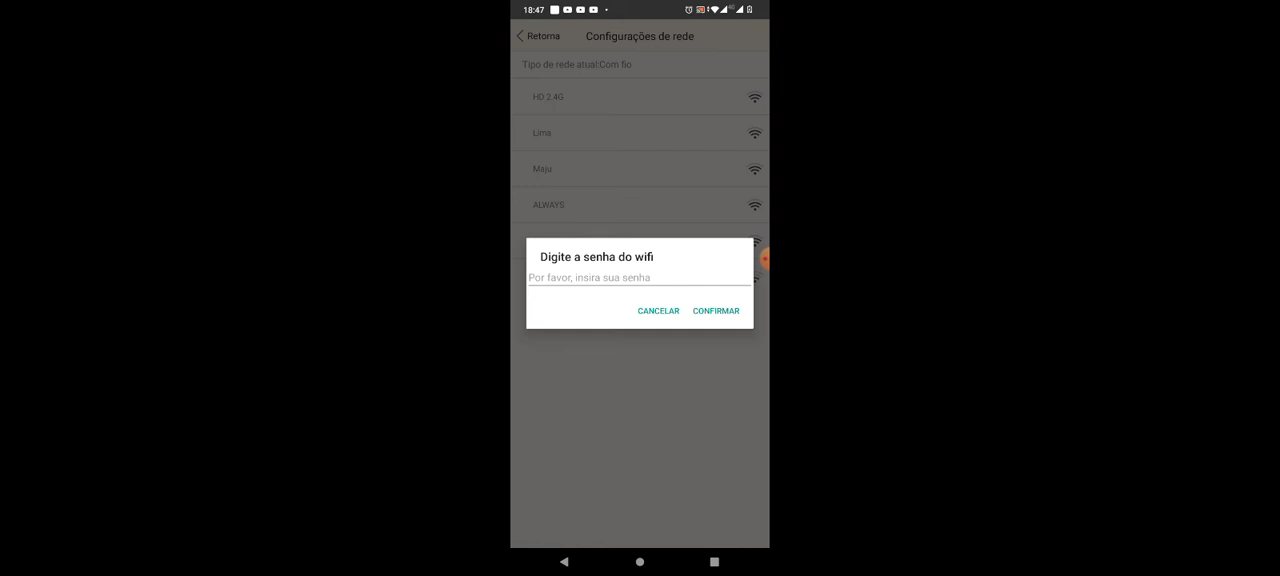 18:47
4G
Retorna
Configurações de rede
Tipo de rede atual:Com fio
HD 2.4G
Lima
Maju
ALWAYS
Digite a senha do wifi
Por favor, insira sua senha
CANCELAR CONFIRMAR